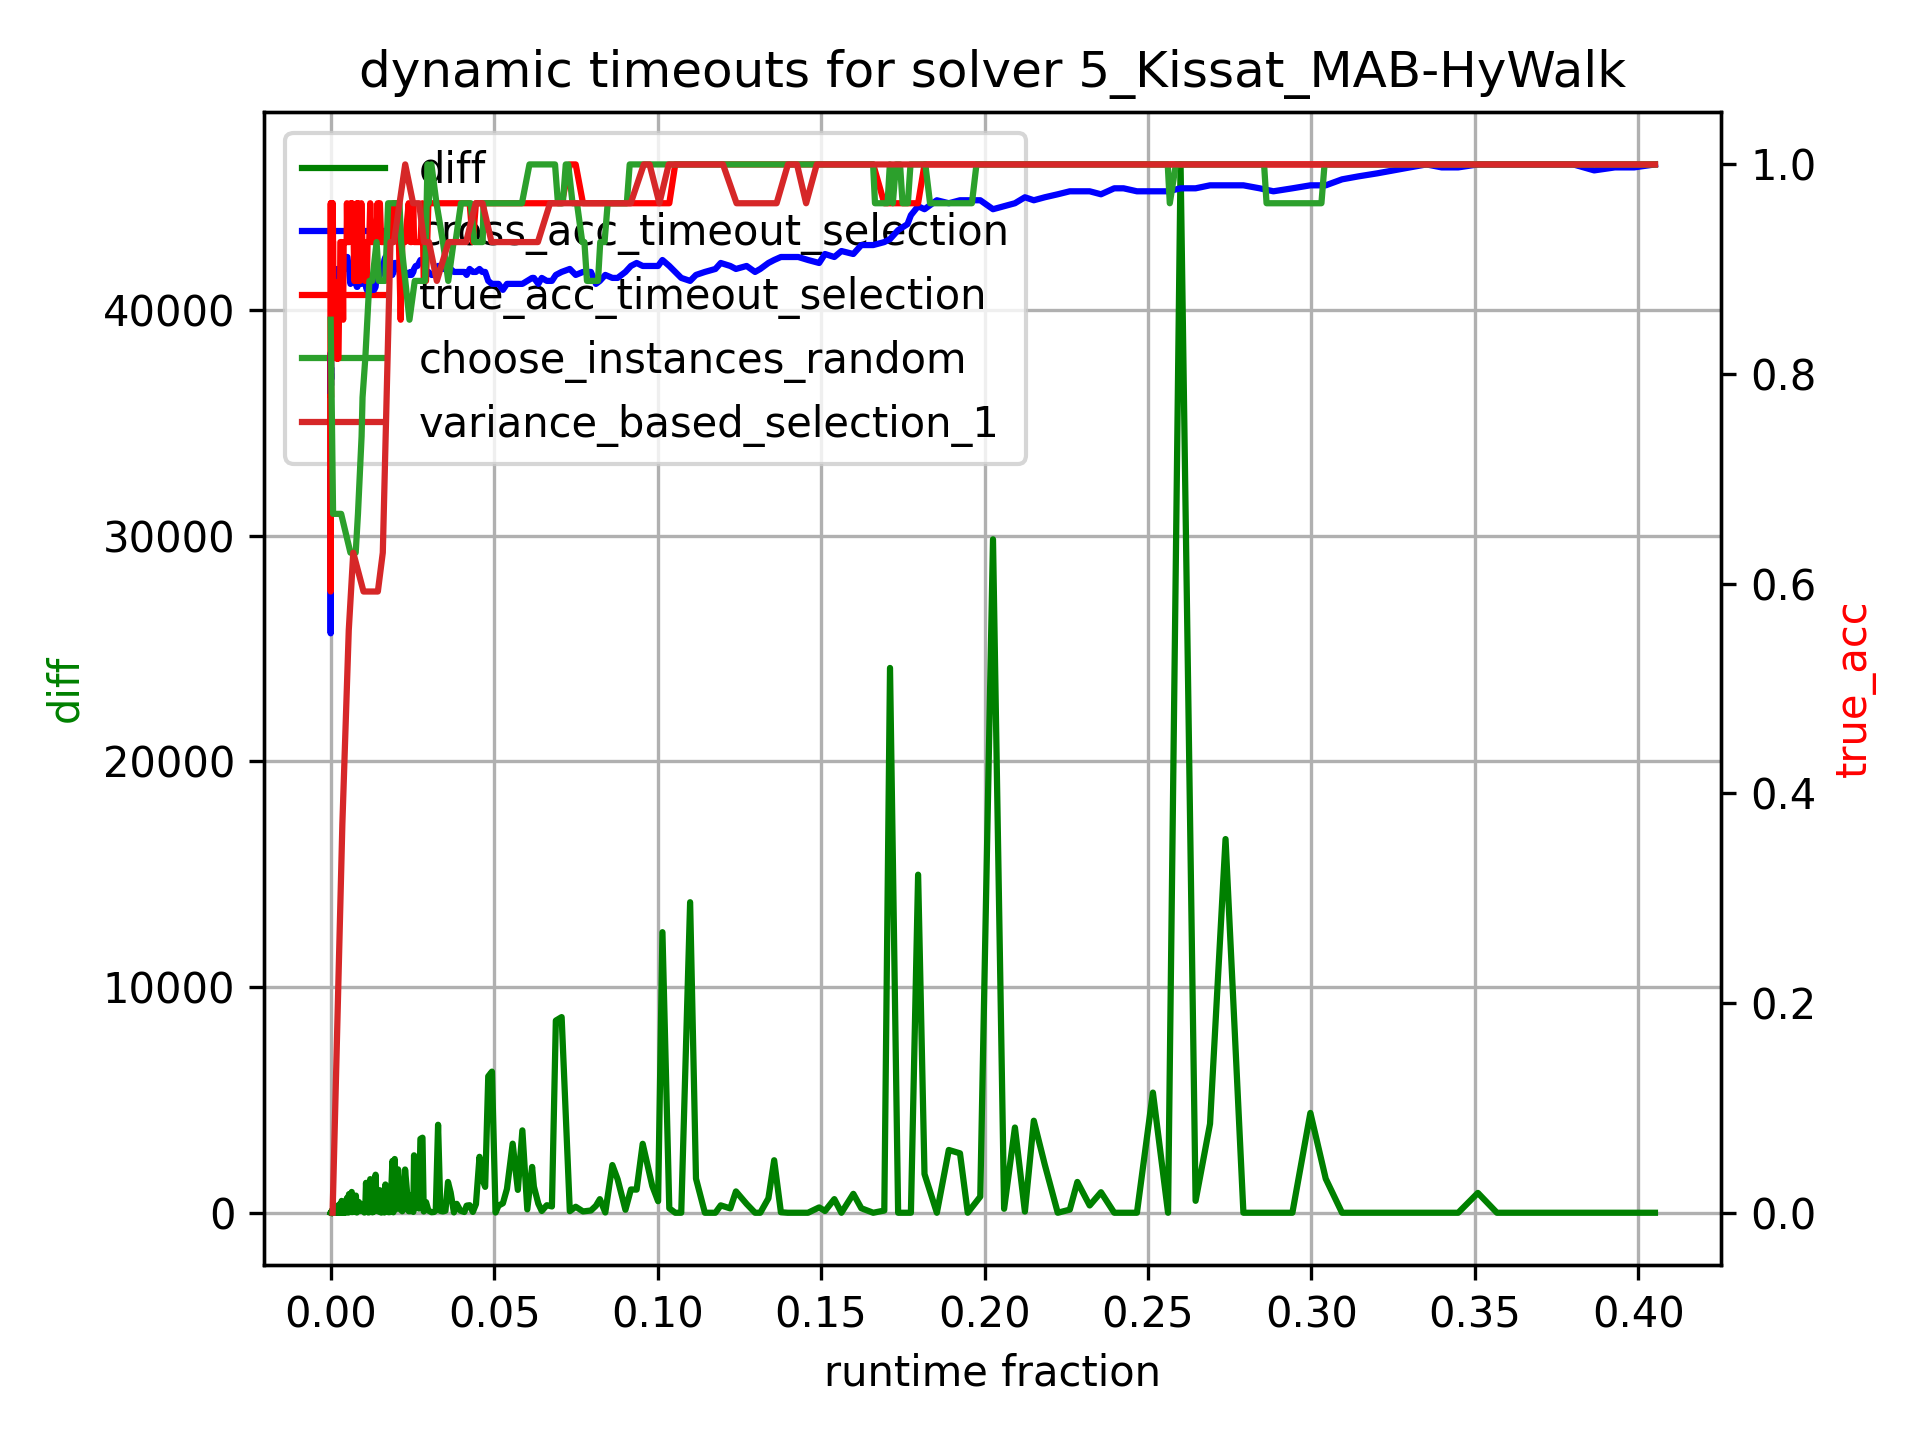 dynamic timeouts for solver 5_Kissat_MAB-HyWalk
diff
cross_acc_timeout_selection
true_acc_timeout_selection
choose_instances_random
variance_based_selection_1
40000
30000
20000
10000
0
diff
1.0
0.8
0.6
0.4
0.2
0.0
true_acc
0.00 0.05 0.10 0.15 0.20 0.25 0.30 0.35 0.40
runtime fraction